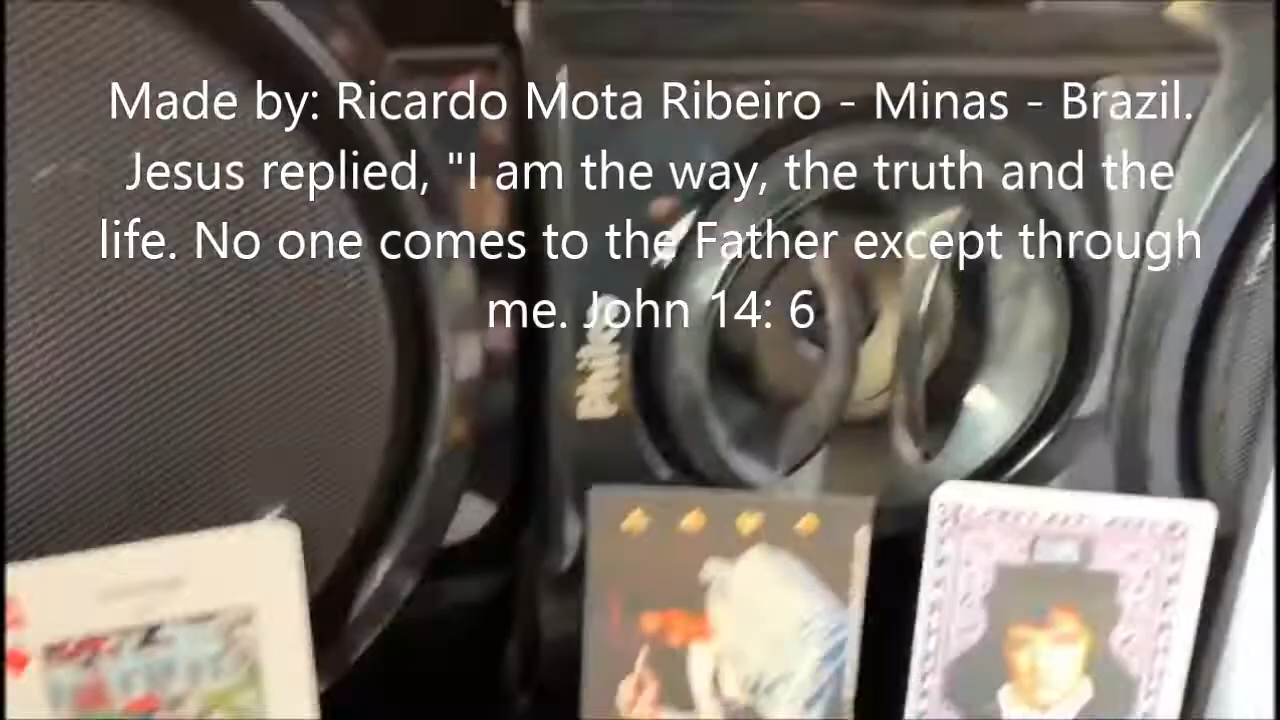 Made by: Ricardo Mota Ribeiro - Minas - Brazil.
Jesus replied, "I am the way, the truth and the
life. No one comes to the Father except through
me. John 14: 6